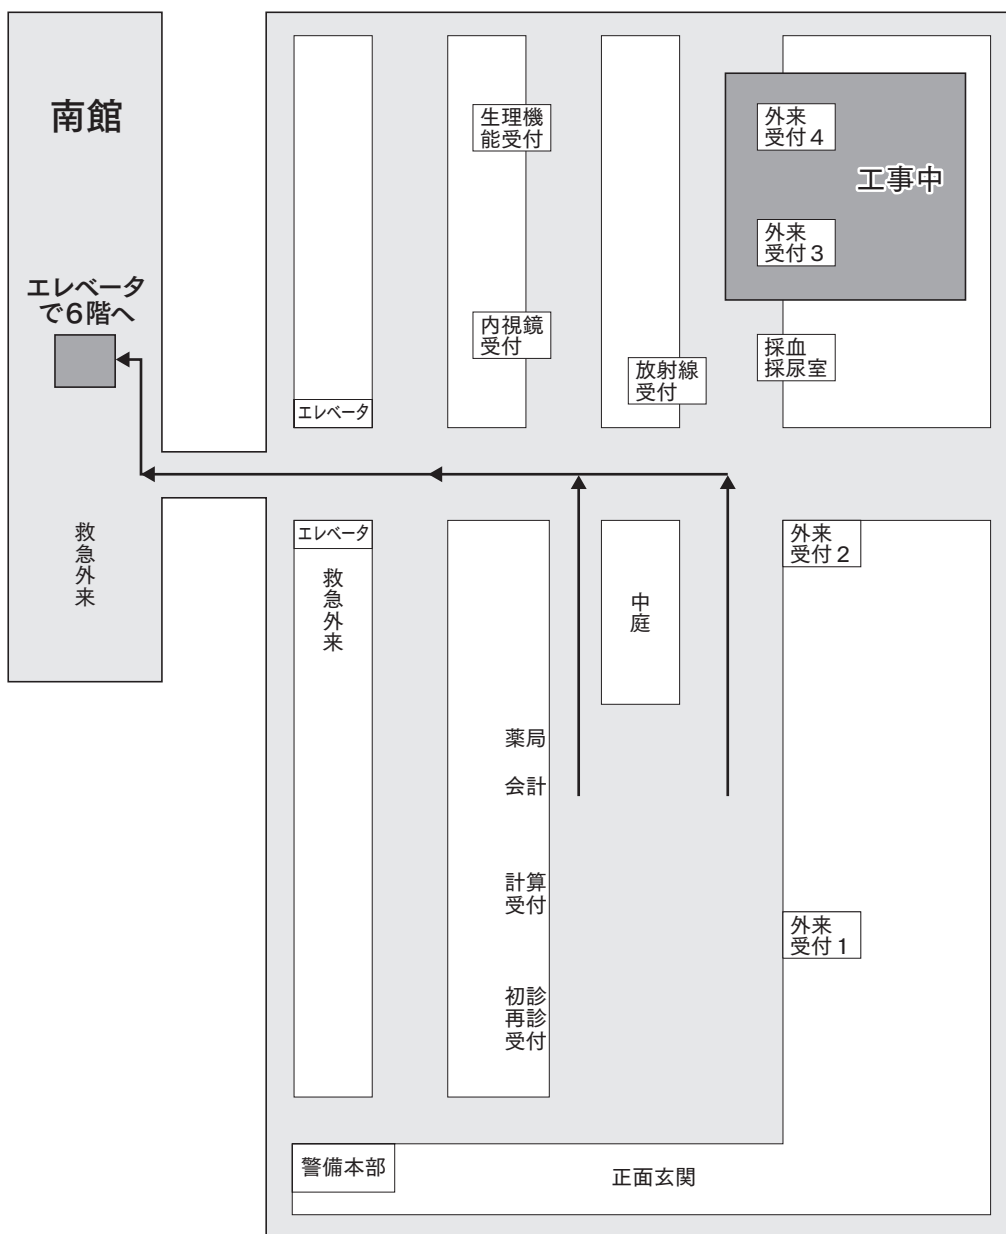 南館
エレベータ
で6階へ
救急外来
生理機
能受付
内視鏡
受付
放射線
受付
外来
受付4
工事中
外来
受付3
採血
採尿室
エレベータ
エレベータ
救急外来
中庭
外来
受付2
薬局
会計
計算
受付
外来
受付1
初診
再診
受付
警備本部
正面玄関